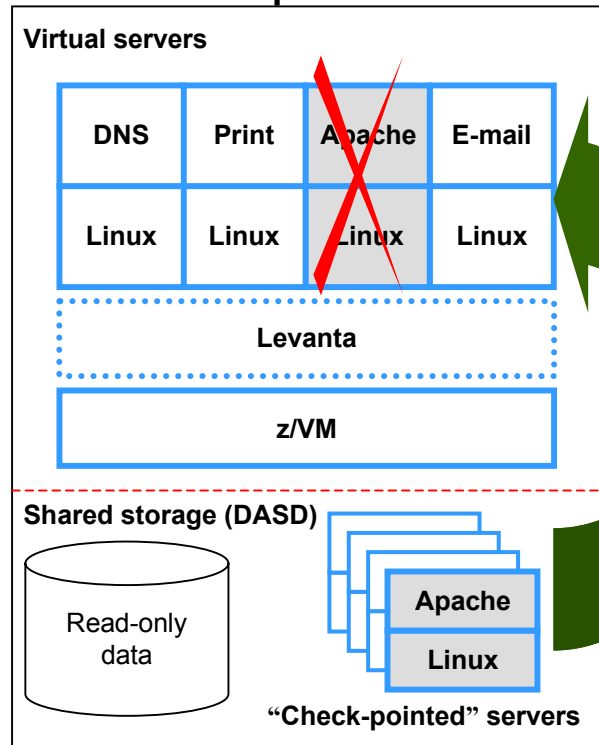 Virtual servers
DNS Print Apache E-mail
Linux Linux Linux Linux
Levanta
z/VM
Shared storage (DASD)
Read-only
data
Apache
Linux
“Check-pointed” servers